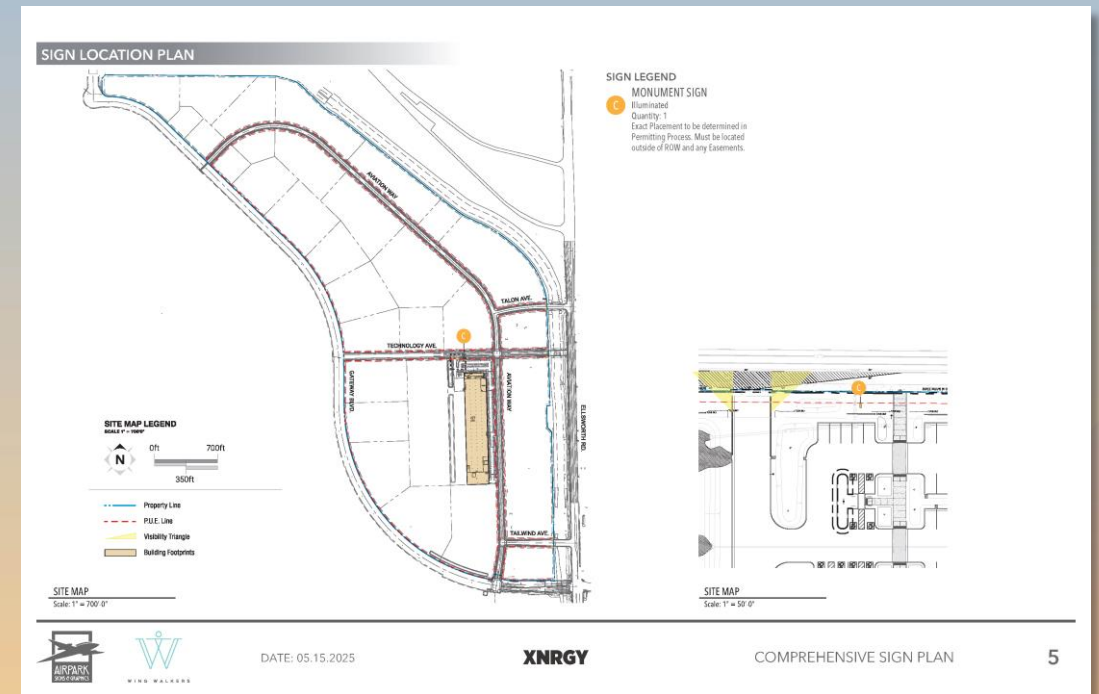 SIGN LOCATION PLAN
SIGN LEGEND
C
MONUMENT SIGN
Illuminated
Quantity: 1
Exact Placement to be determined in
Permitting Process. Must be located
outside of ROW and any Easements.
AVIATION WAY
TALON AVE.
C
TECHNOLOGY AVE.
GATEWAY BLVD.
AVIATION WAY
ELLSWORTH RD.
TAILWIND AVE.
C
SITE MAP LEGEND
N
0ft
700ft
350ft
Property Line
P.U.E. Line
Visibility Triangle
Building Footprints
SITE MAP
Scale: 1" = 700' 0"
SITE MAP
Scale: 1" = 50' 0"
AIRPARK
SIGNS & GRAPHICS
W
WING WALKERS
DATE: 05.15.2025
XNRGY
COMPREHENSIVE SIGN PLAN
5